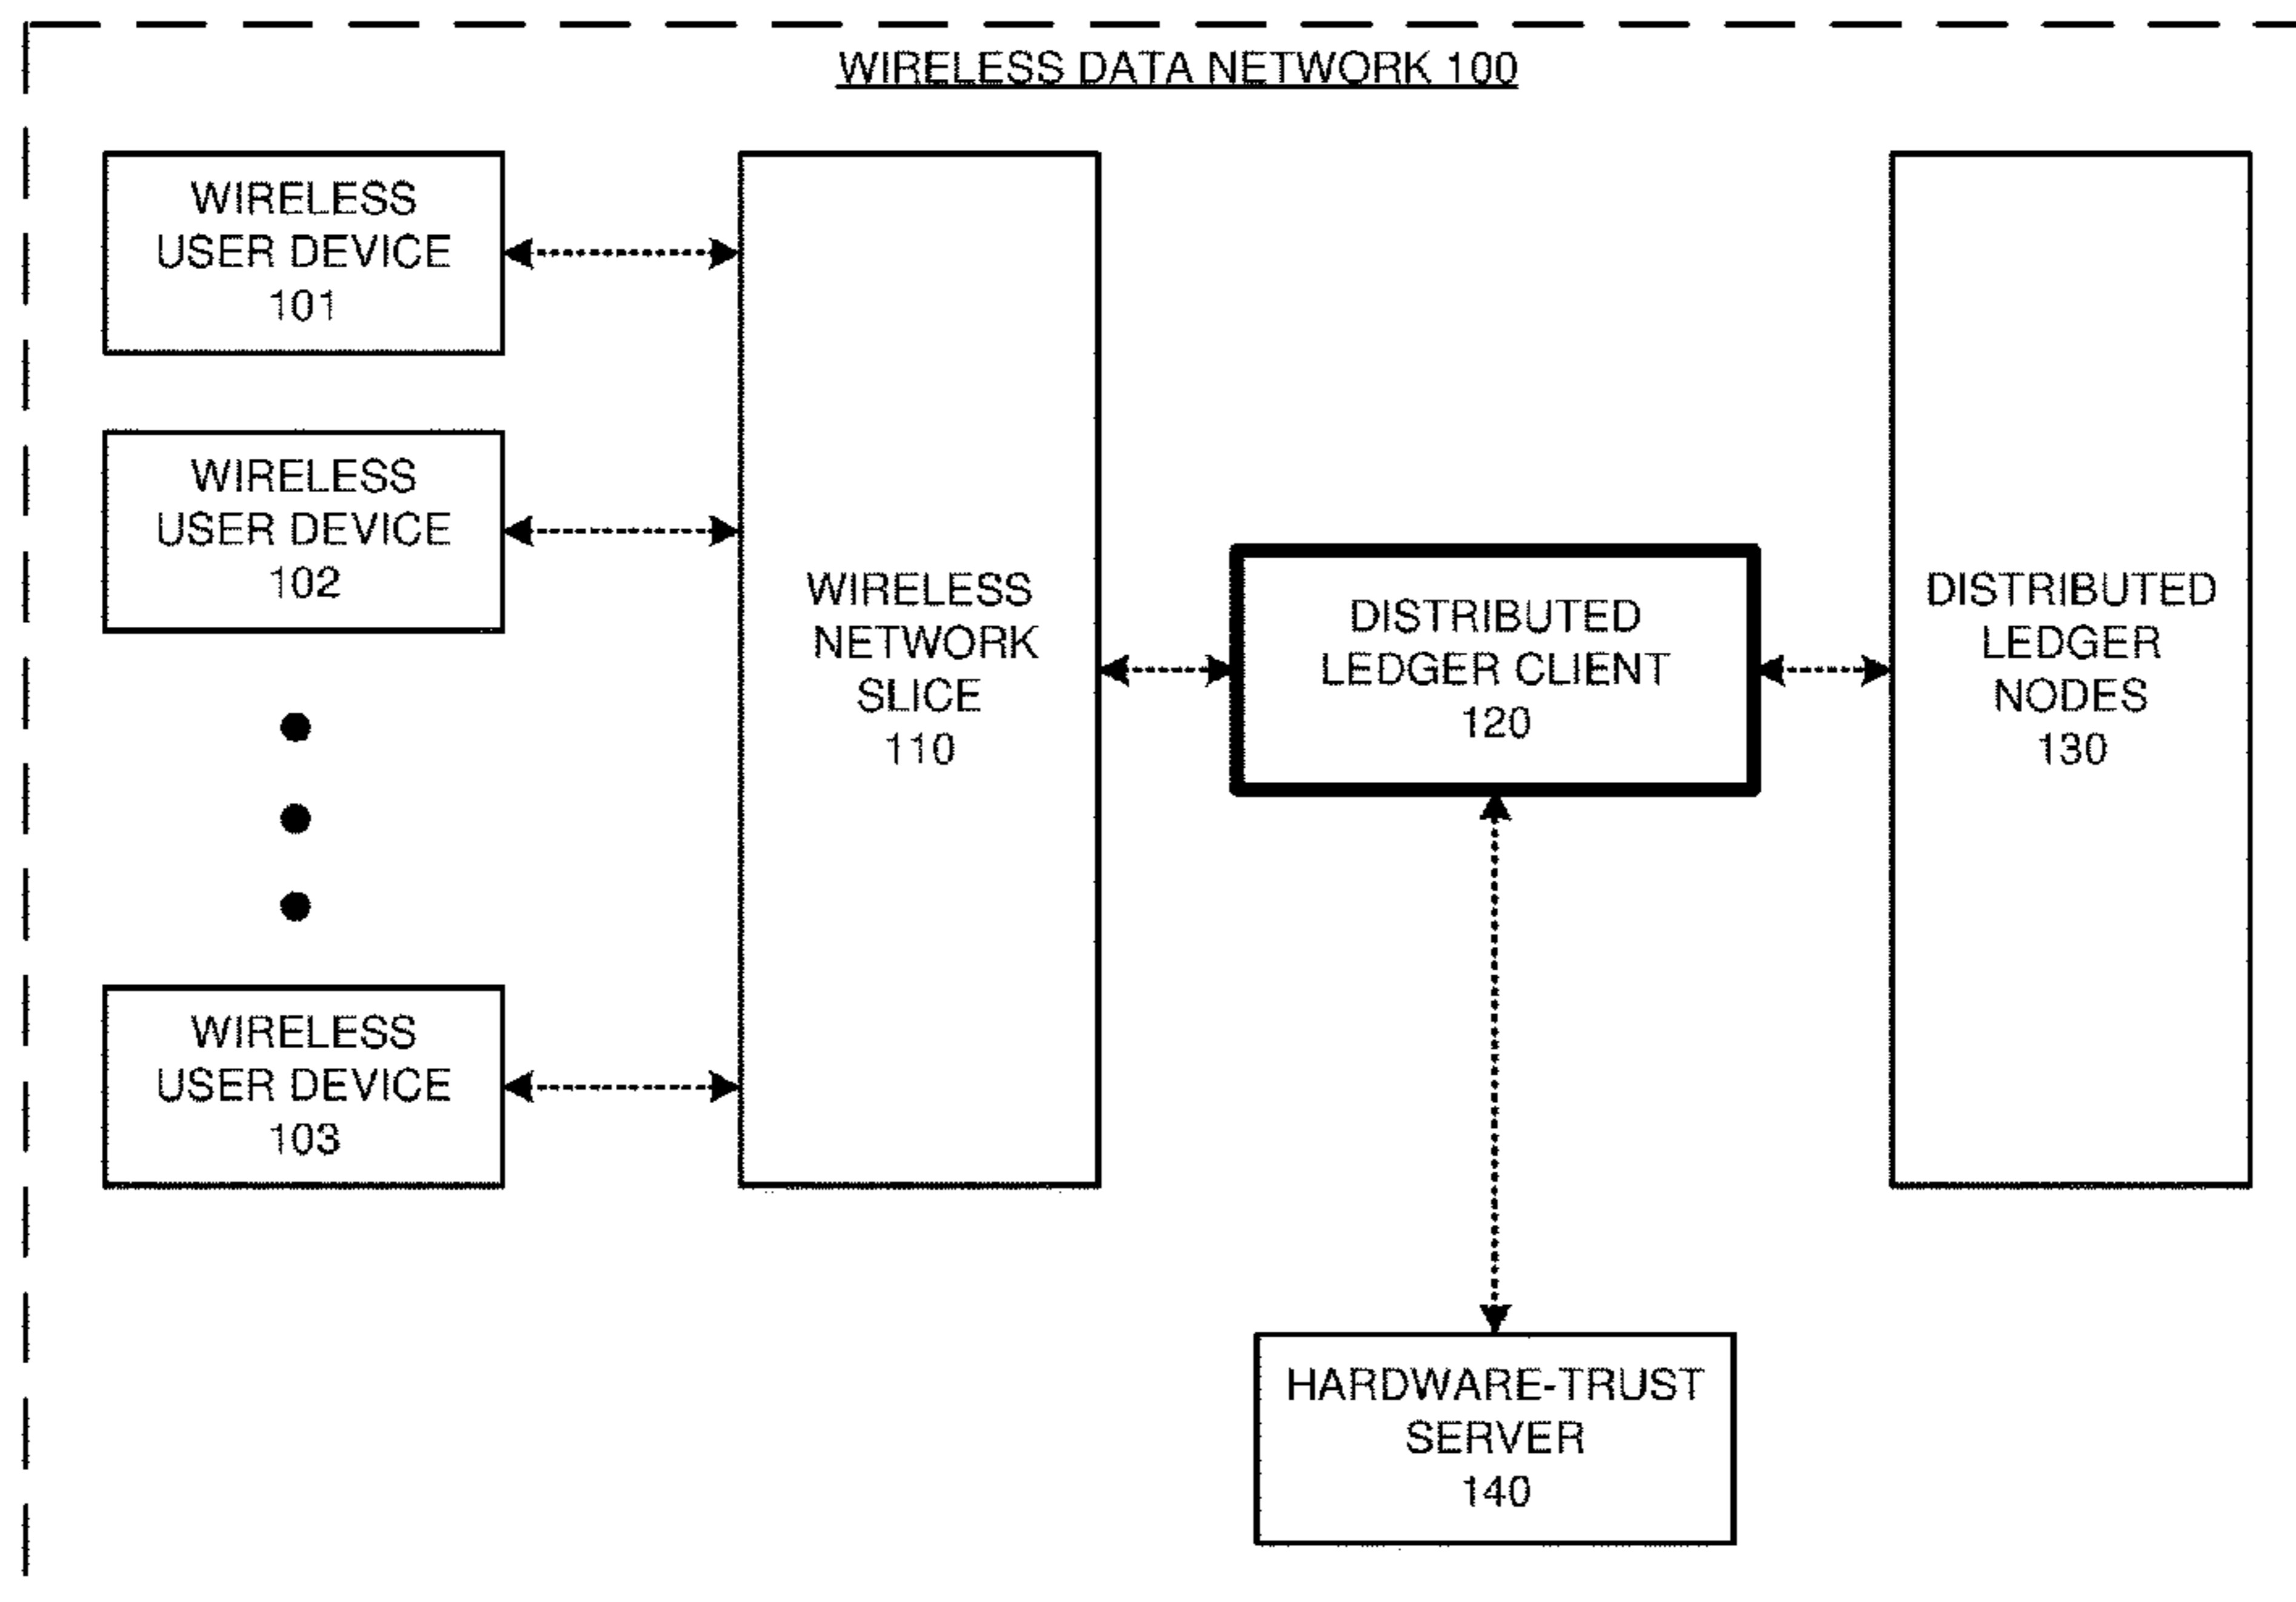 WIRELESS DATA NETWORK 100
WIRELESS
USER DEVICE
101
WIRELESS
USER DEVICE
102
WIRELESS
USER DEVICE
103
WIRELESS
NETWORK
SLICE
110
DISTRIBUTED
LEDGER CLIENT
120
DISTRIBUTED
LEDGER
NODES
130
HARDWARE-TRUST
SERVER
140